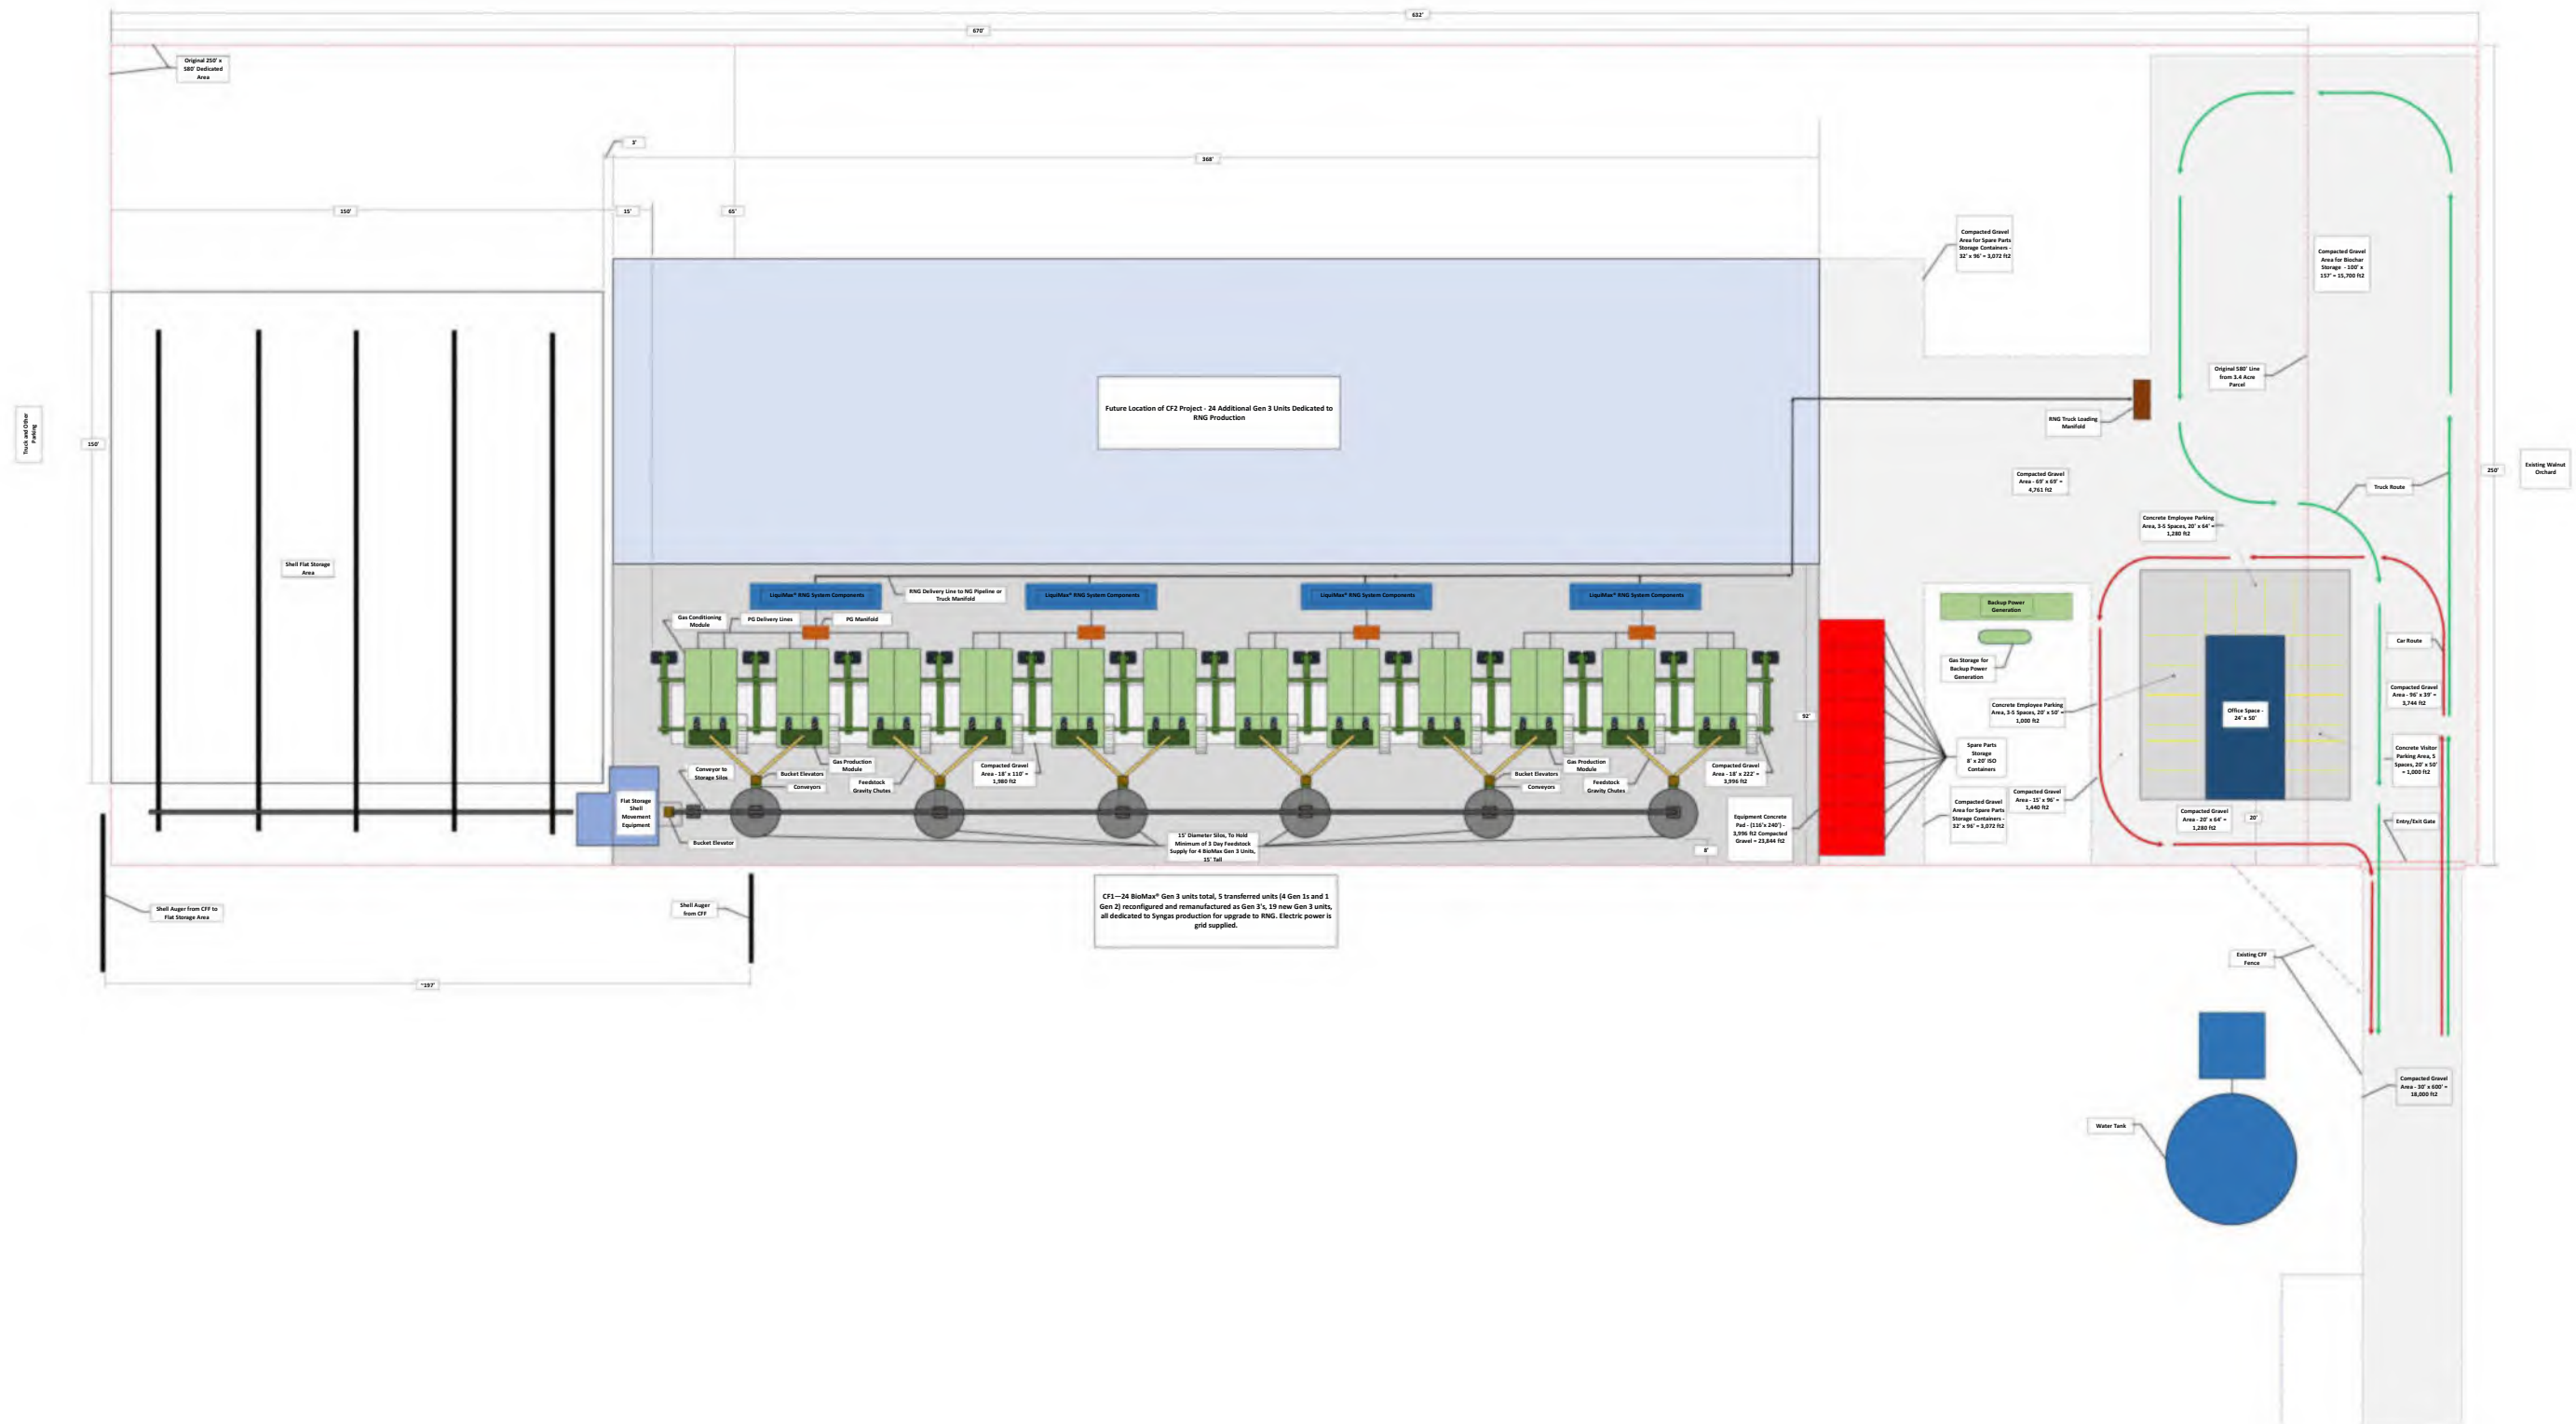 632'
670'
Original 250' x
580' Dedicated
Area
3'
368'
150'
15'
65'
Compacted Gravel
Area for Spare Parts
Storage Containers -
32' x 96' = 3,072 ft2
Compacted Gravel
Area for Biochar
Storage - 100' x
157' = 15,700 ft2
Original 580' Line
from 3.4 Acre
Parcel
Truck and Other
Parking
150'
Future Location of CF2 Project - 24 Additional Gen 3 Units Dedicated to
RNG Production
RNG Truck Loading
Manifold
250'
Existing Walnut
Orchard
Compacted Gravel
Area - 69' x 69' =
4,761 ft2
Truck Route
Concrete Employee Parking
Area, 3-5 Spaces, 20' x 64' =
1,280 ft2
Shell Flat Storage
Area
LiquiMax® RNG System Components
RNG Delivery Line to NG Pipeline or
Truck Manifold
LiquiMax® RNG System Components
LiquiMax® RNG System Components
LiquiMax® RNG System Components
Backup Power
Generation
Gas Conditioning
Module
PG Delivery Lines
PG Manifold
Car Route
Gas Storage for
Backup Power
Generation
Compacted Gravel
Area - 96' x 39' =
3,744 ft2
Concrete Employee Parking
Area, 3-5 Spaces, 20' x 50' =
1,000 ft2
Office Space -
24' x 50'
92'
Spare Parts
Storage
8' x 20' ISO
Containers
Concrete Visitor
Parking Area, 5
Spaces, 20' x 50'
= 1,000 ft2
Conveyor to
Storage Silos
Bucket Elevators
Conveyors
Gas Production
Module
Feedstock
Gravity Chutes
Compacted Gravel
Area - 18' x 110' =
1,980 ft2
Bucket Elevators
Conveyors
Gas Production
Module
Feedstock
Gravity Chutes
Compacted Gravel
Area - 18' x 222' =
3,996 ft2
Flat Storage
Shell
Movement
Equipment
Bucket Elevator
15' Diameter Silos, To Hold
Minimum of 3 Day Feedstock
Supply for 4 BioMax Gen 3 Units,
15' Tall
Equipment Concrete
Pad - (116'x 240') -
3,996 ft2 Compacted
Gravel = 23,844 ft2
8'
Compacted Gravel
Area for Spare Parts
Storage Containers -
32' x 96' = 3,072 ft2
Compacted Gravel
Area - 15' x 96' =
1,440 ft2
Compacted Gravel
Area - 20' x 64' =
1,280 ft2
20'
Entry/Exit Gate
Shell Auger from CFF to
Flat Storage Area
Shell Auger
from CFF
CF1—24 BioMax® Gen 3 units total, 5 transferred units (4 Gen 1s and 1
Gen 2) reconfigured and remanufactured as Gen 3's, 19 new Gen 3 units,
all dedicated to Syngas production for upgrade to RNG. Electric power is
grid supplied.
~197'
Existing CFF
Fence
Compacted Gravel
Area - 30' x 600' =
18,000 ft2
Water Tank